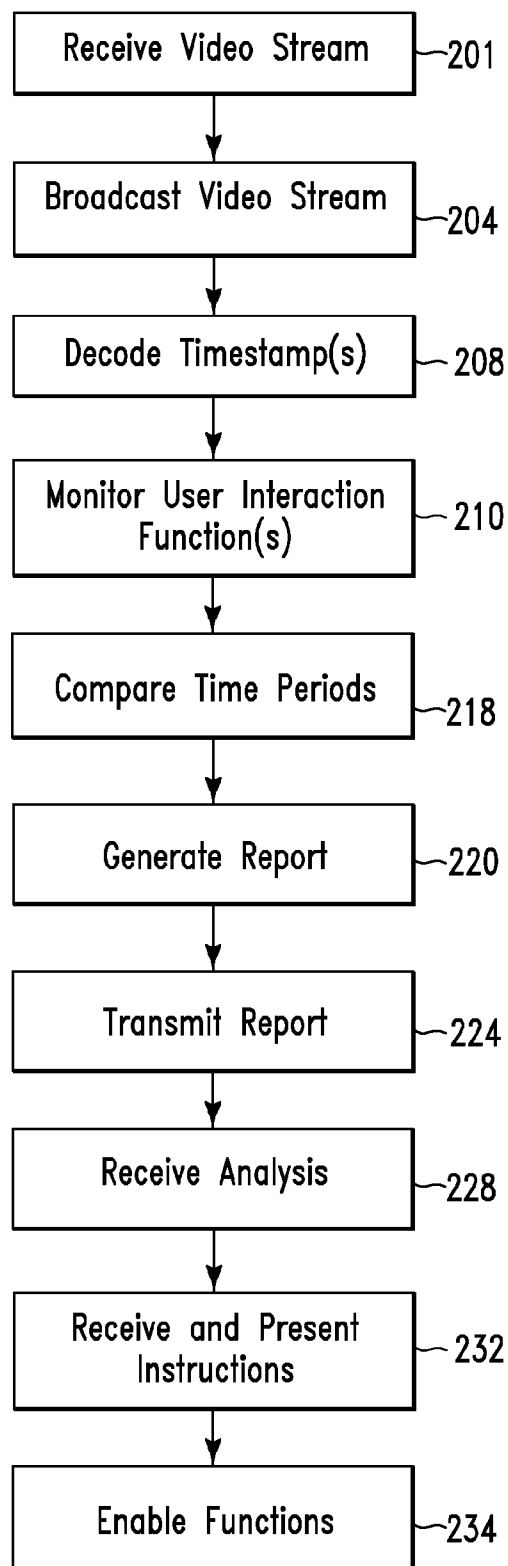 Receive Video Stream
201
Broadcast Video Stream
204
Decode Timestamp(s)
208
Monitor User Interaction
Function(s)
210
Compare Time Periods
218
Generate Report
220
Transmit Report
224
Receive Analysis
228
Receive and Present
Instructions
232
Enable Functions
234